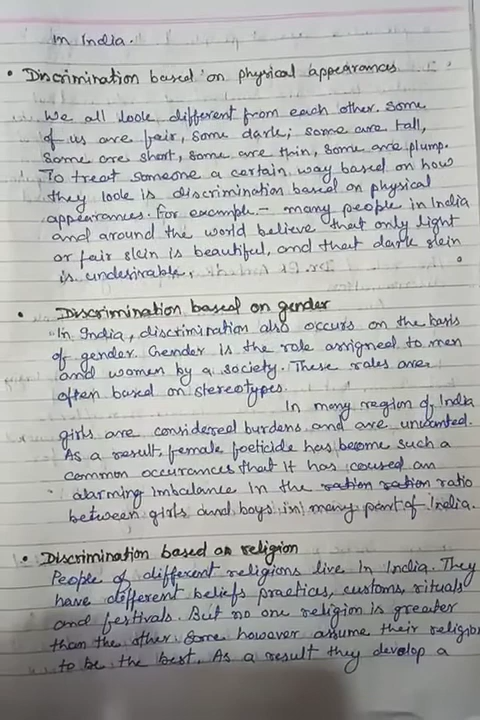 in India.
• Discrimination based on physical appearances
We all look different from each other. Some
of us are fair, some dark; some are tall,
some are short, some are thin, some are plump.
To treat someone a certain way based on how
they look is discrimination based on physical
appearances. For example - many people in India
and around the world believe that only light
or fair skin is beautiful, and that dark skin
is undesirable.
• Discrimination based on gender
In India, discrimination also occurs on the basis
of gender. Gender is the role assigned to men
and women by a society. These roles are
often based on stereotypes.
In many region of India
girls are considered burdens and are unwanted.
As a result, female foeticide has become such a
common occurances that it has caused an
alarming imbalance in the ration ration ratio
between girls and boys in many part of India.
• Discrimination based on religion
People of different religions live in India. They
have different beliefs practices, customs, rituals
and festivals. But no one religion is greater
than the other. Some however assume their religion
to be the best. As a result they develop a